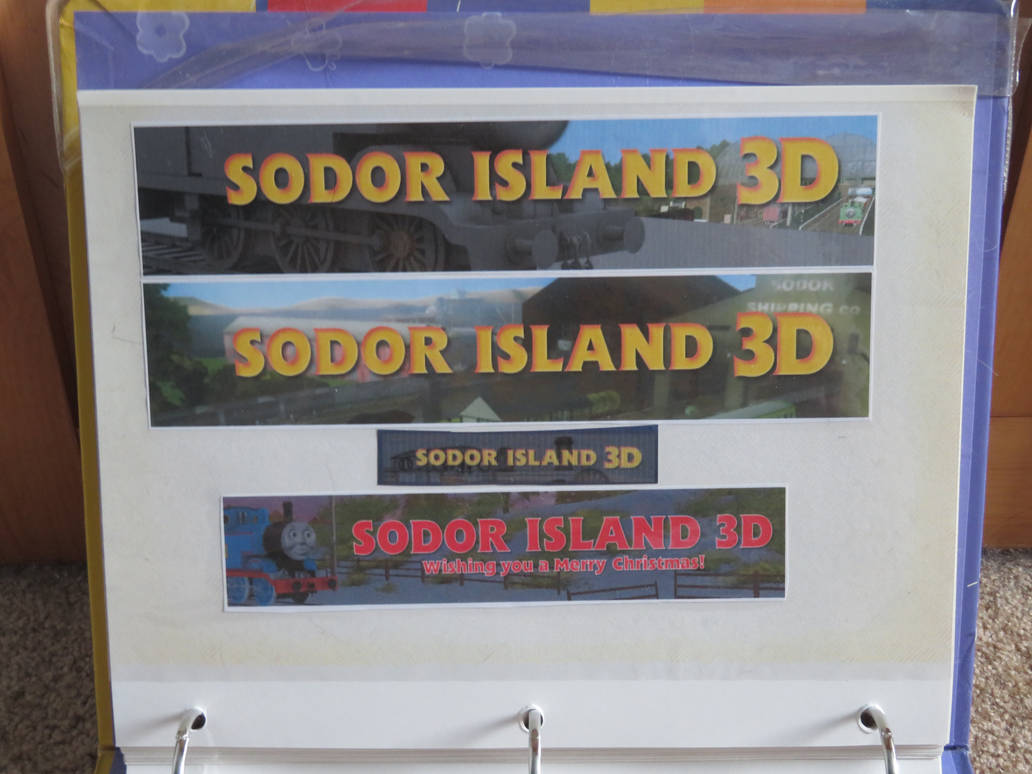 SODOR ISLAND 3D
SODOR
SHIPPING CO
SODOR ISLAND 3D
SODOR ISLAND 3D
SODOR ISLAND 3D
Wishing you a Merry Christmas!